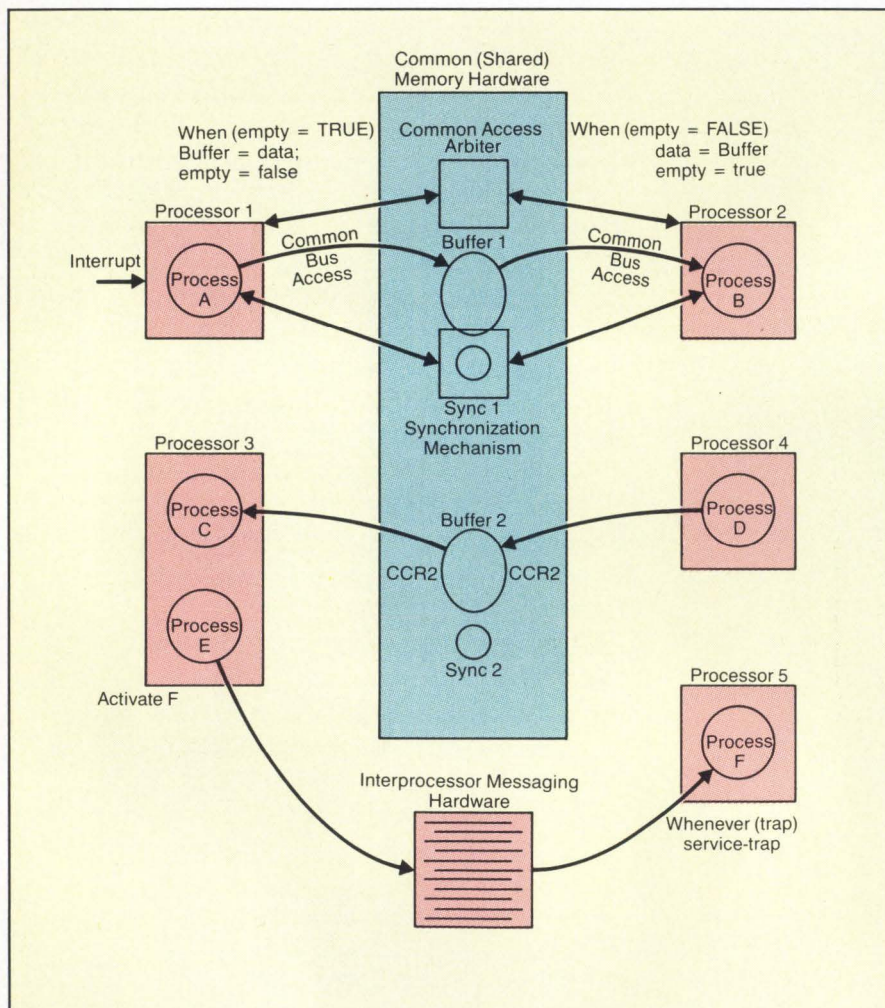 Common (Shared)
Memory Hardware
When (empty = TRUE)
Buffer = data;
empty = false
Common Access
Arbiter
When (empty = FALSE)
data = Buffer
empty = true
Processor 1
Processor 2
Interrupt
Process
A
Common
Bus
Access
Buffer 1
Common
Bus
Access
Process
B
Sync 1
Synchronization
Mechanism
Processor 3
Processor 4
Process
C
Buffer 2
CCR2
CCR2
Process
D
Process
E
Sync 2
Activate F
Processor 5
Process
F
Interprocessor Messaging
Hardware
Whenever (trap)
service-trap